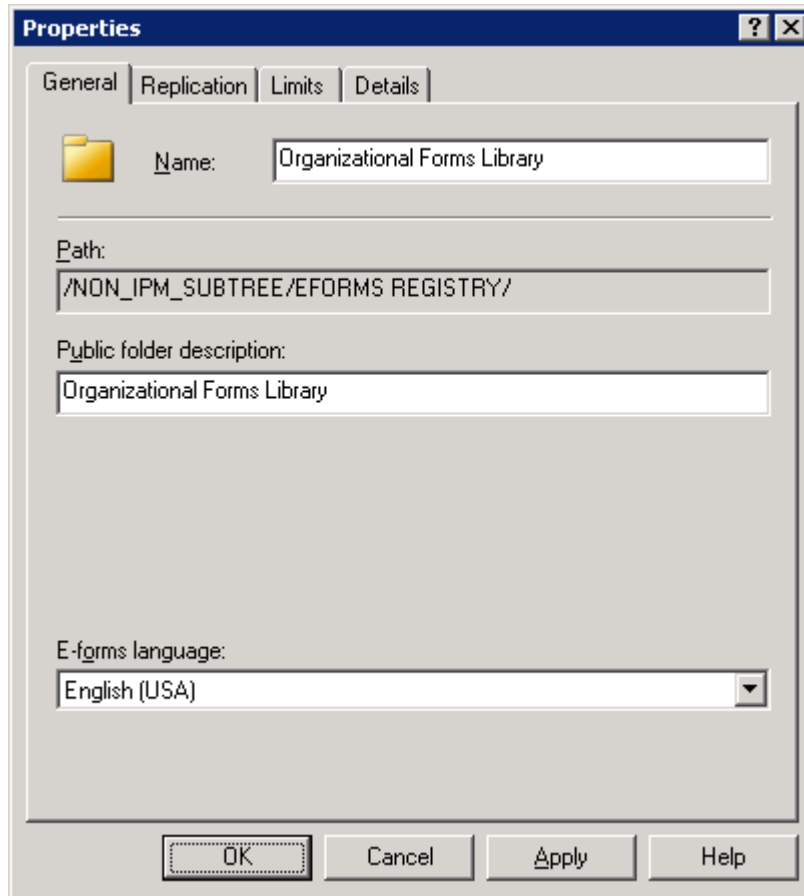 Properties
General Replication Limits Details
Name: Organizational Forms Library
Path:
/NON_IPM_SUBTREE/EFORMS REGISTRY/
Public folder description:
Organizational Forms Library
E-forms language:
English (USA)
OK Cancel Apply Help